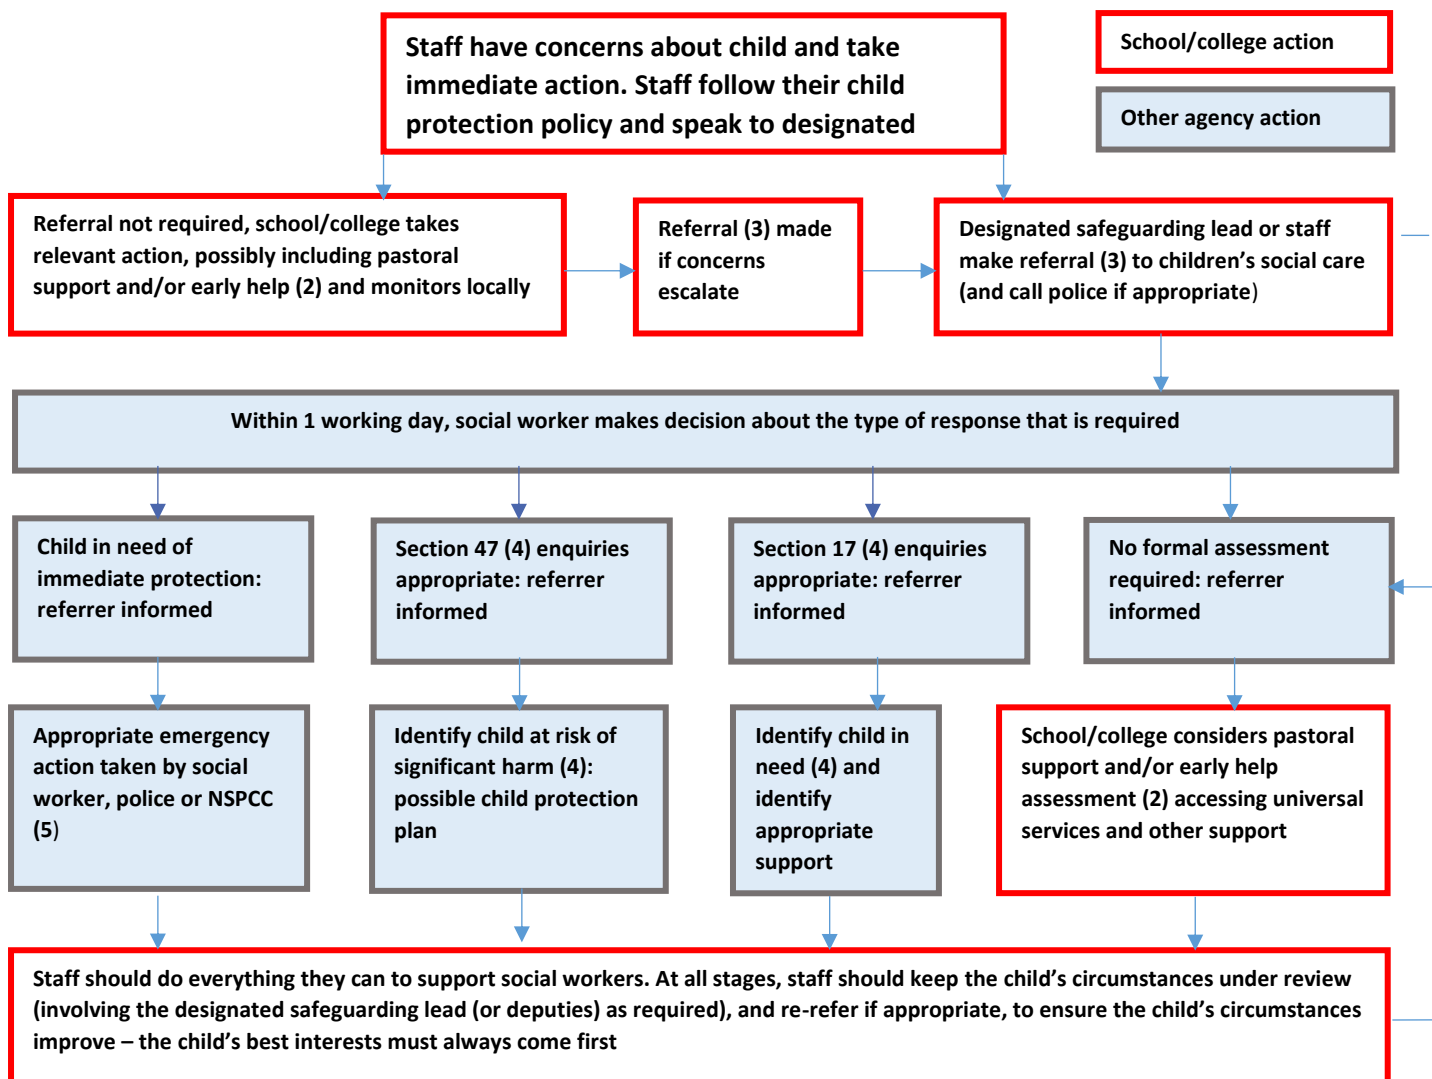 Staff have concerns about child and take
immediate action. Staff follow their child
protection policy and speak to designated
School/college action
Other agency action
Referral not required, school/college takes
relevant action, possibly including pastoral
support and/or early help (2) and monitors locally
Referral (3) made
if concerns
escalate
Designated safeguarding lead or staff
make referral (3) to children’s social care
(and call police if appropriate)
Within 1 working day, social worker makes decision about the type of response that is required
Child in need of
immediate protection:
referrer informed
Section 47 (4) enquiries
appropriate: referrer
informed
Section 17 (4) enquiries
appropriate: referrer
informed
No formal assessment
required: referrer
informed
Appropriate emergency
action taken by social
worker, police or NSPCC
(5)
Identify child at risk of
significant harm (4):
possible child protection
plan
Identify child in
need (4) and
identify
appropriate
support
School/college considers pastoral
support and/or early help
assessment (2) accessing universal
services and other support
Staff should do everything they can to support social workers. At all stages, staff should keep the child’s circumstances under review
(involving the designated safeguarding lead (or deputies) as required), and re-refer if appropriate, to ensure the child’s circumstances
improve – the child’s best interests must always come first